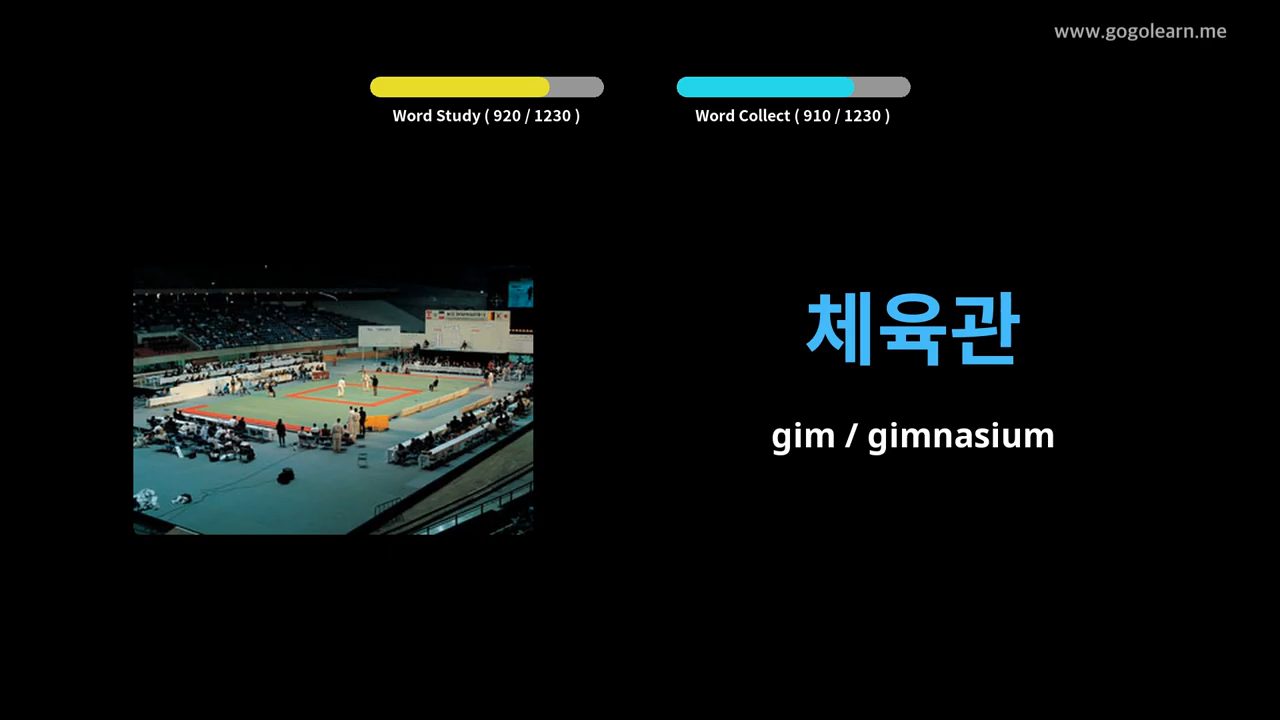 www.gogolearn.me
Word Study ( 920 / 1230 )
Word Collect ( 910 / 1230 )
체육관
gim / gimnasium